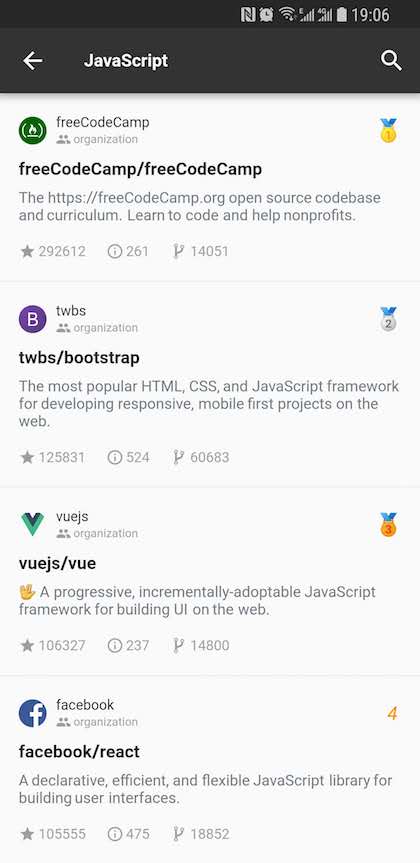 19:06
JavaScript
freeCodeCamp
organization
1
freeCodeCamp/freeCodeCamp
The https://freeCodeCamp.org open source codebase
and curriculum. Learn to code and help nonprofits.
292612 261 14051
twbs
organization
B
2
twbs/bootstrap
The most popular HTML, CSS, and JavaScript framework
for developing responsive, mobile first projects on the
web.
125831 524 60683
vuejs
organization
3
vuejs/vue
🖖 A progressive, incrementally-adoptable JavaScript
framework for building UI on the web.
106327 237 14800
facebook
organization
f
4
facebook/react
A declarative, efficient, and flexible JavaScript library for
building user interfaces.
105555 475 18852